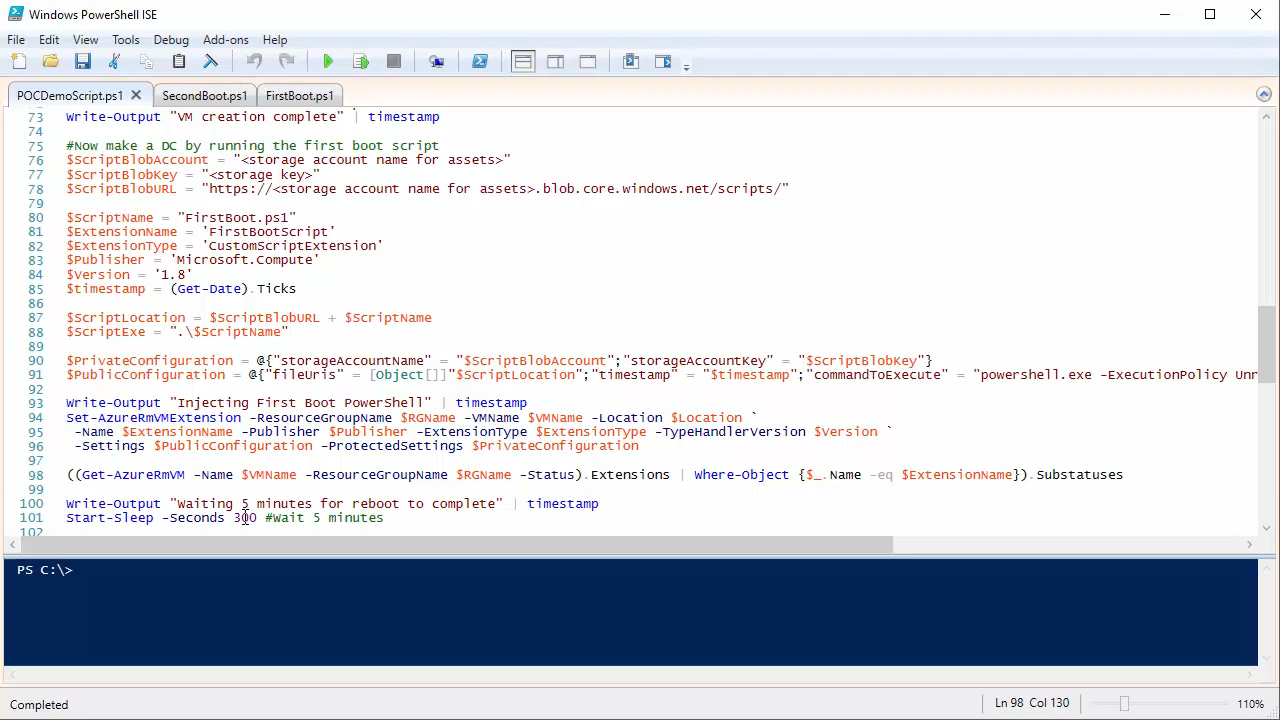 Windows PowerShell ISE
File Edit View Tools Debug Add-ons Help
POCDemoScript.ps1 SecondBoot.ps1 FirstBoot.ps1
73 Write-Output "VM creation complete" | timestamp
74
75 #Now make a DC by running the first boot script
76 $ScriptBlobAccount = "<storage account name for assets>"
77 $ScriptBlobKey = "<storage key>"
78 $ScriptBlobURL = "https://<storage account name for assets>.blob.core.windows.net/scripts/"
79
80 $ScriptName = "FirstBoot.ps1"
81 $ExtensionName = 'FirstBootScript'
82 $ExtensionType = 'CustomScriptExtension'
83 $Publisher = 'Microsoft.Compute'
84 $Version = '1.8'
85 $timestamp = (Get-Date).Ticks
86
87 $ScriptLocation = $ScriptBlobURL + $ScriptName
88 $ScriptExe = ".\$ScriptName"
89
90 $PrivateConfiguration = @{"storageAccountName" = "$ScriptBlobAccount";"storageAccountKey" = "$ScriptBlobKey"}
91 $PublicConfiguration = @{"fileUris" = [Object[]]"$ScriptLocation";"timestamp" = "$timestamp";"commandToExecute" = "powershell.exe -ExecutionPolicy Unr
92
93 Write-Output "Injecting First Boot PowerShell" | timestamp
94 Set-AzureRmVMExtension -ResourceGroupName $RGName -VMName $VMName -Location $Location `
95 -Name $ExtensionName -Publisher $Publisher -ExtensionType $ExtensionType -TypeHandlerVersion $Version `
96 -Settings $PublicConfiguration -ProtectedSettings $PrivateConfiguration
97
98 ((Get-AzureRmVM -Name $VMName -ResourceGroupName $RGName -Status).Extensions | Where-Object {$_.Name -eq $ExtensionName}).Substatuses
99
100 Write-Output "Waiting 5 minutes for reboot to complete" | timestamp
101 Start-Sleep -Seconds 300 #Wait 5 minutes
102
PS C:\>
Completed Ln 98 Col 130 110%